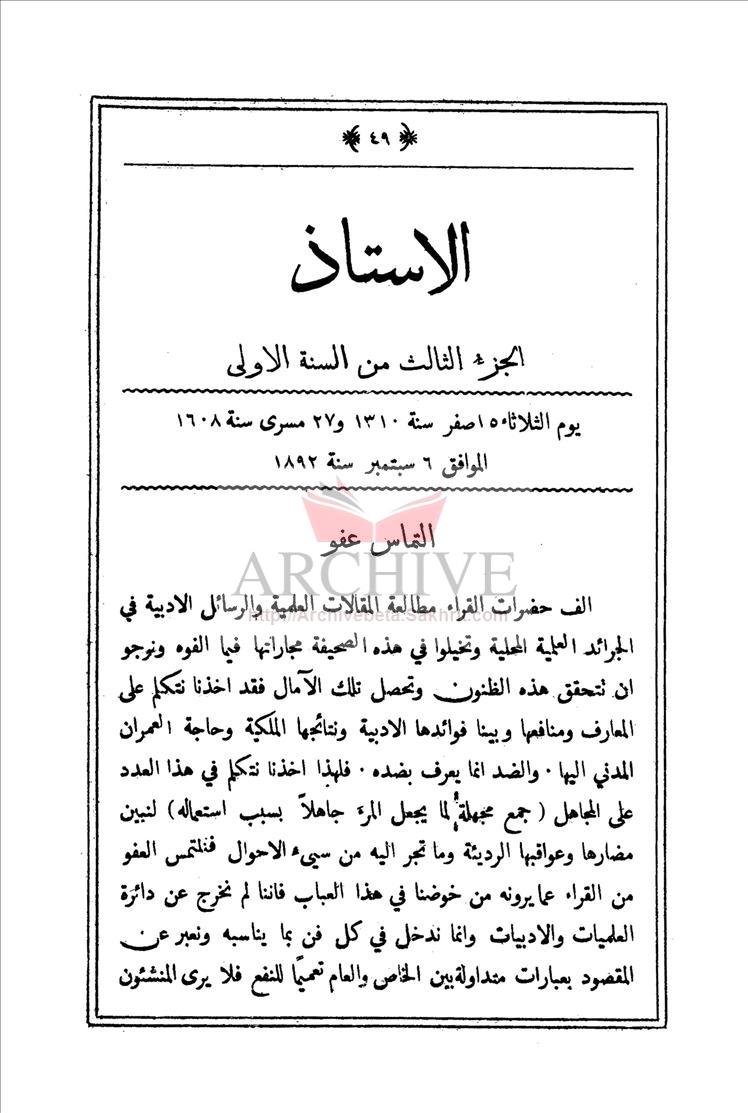 ﴿ ٤٩ ﴾
الاستاذ
الجزء الثالث من السنة الاولى
يوم الثلاثاء ١٥ صفر سنة ١٣١٠ و٢٧ مسرى سنة ١٦٠٨
الموافق ٦ سبتمبر سنة ١٨٩٢
التماس عفو
ARCHIVE
http://Archivebeta.Sakhrit.com
الف حضرات القراء مطالعة المقالات العلمية والرسائل الادبية في
الجرائد العلمية المحلية وتخيلوا في هذه الصحيفة مجاراتها فيما الفوه ونرجو
ان تتحقق هذه الظنون وتحصل تلك الآمال فقد اخذنا نتكلم على
المعارف ومنافعها وبينا فوائدها الادبية ونتائجها الملكية وحاجة العمران
المدني اليها ٠ والضد انما يعرف بضده ٠ فلهذا اخذنا نتكلم في هذا العدد
على المجاهل ( جمع مجهلة لما يجعل المرء جاهلاً بسبب استعماله ) لنبين
مضارها وعواقبها الرديئة وما تجر اليه من سيىء الاحوال فنلتمس العفو
من القراء عما يرونه من خوضنا في هذا العباب فاننا لم نخرج عن دائرة
العلميات والادبيات وانما ندخل في كل فن بما يناسبه ونعبر عن
المقصود بعبارات متداولة بين الخاص والعام تعميمًا للنفع فلا يرى المنشئون